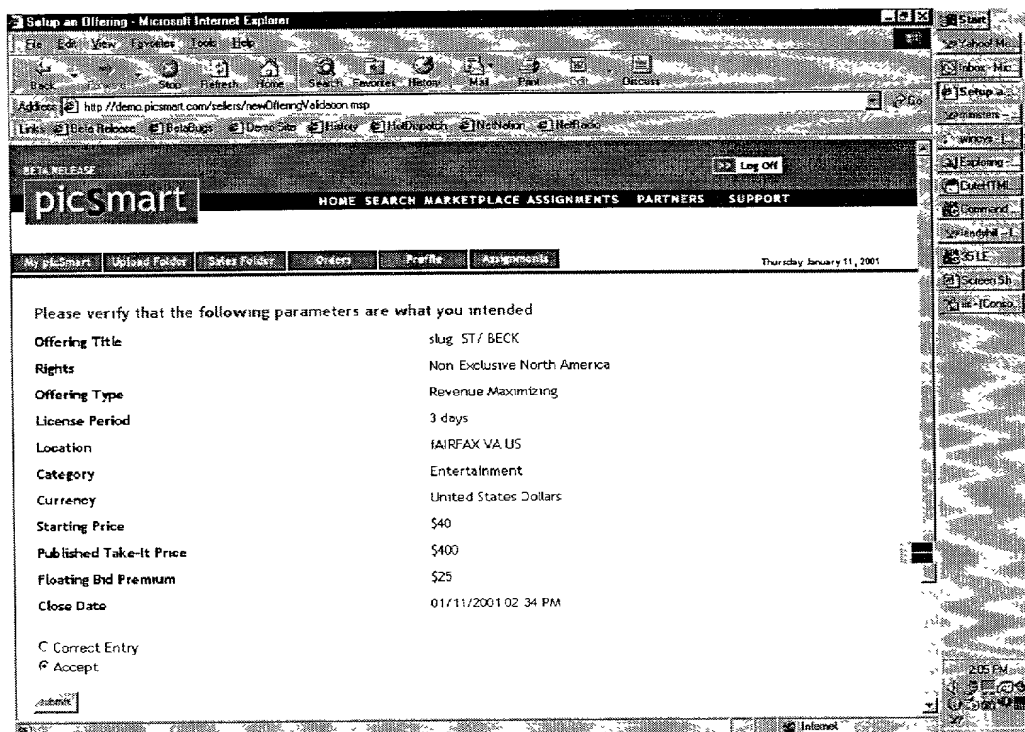 Setup an Offering - Microsoft Internet Explorer
File Edit View Favorites Tools Help
Back Forward Stop Refresh Home Search Favorites History Mail Print Edit Discuss
Address http //demo.picsmart.com/sellers/newOfferingValidation.msp Go
Links Beta Release BetaBugs Demo Site History HotDispatch NetNation NetRadio
BETA RELEASE
Log Off
picSmart
HOME SEARCH MARKETPLACE ASSIGNMENTS PARTNERS SUPPORT
My picSmart Upload Folder Sales Folder Orders Profile Assignments Thursday January 11, 2001
Please verify that the following parameters are what you intended
Offering Title slug ST/ BECK
Rights Non Exclusive North America
Offering Type Revenue Maximizing
License Period 3 days
Location fAIRFAX VA US
Category Entertainment
Currency United States Dollars
Starting Price $40
Published Take-It Price $400
Floating Bid Premium $25
Close Date 01/11/2001 02 34 PM
Correct Entry
Accept
submit
Internet
Start
Yahoo! Ma...
Inbox - Mic...
Setup a...
ministers -...
Exploring -...
Command...
35 LE
Screen Sh...
2:05 PM